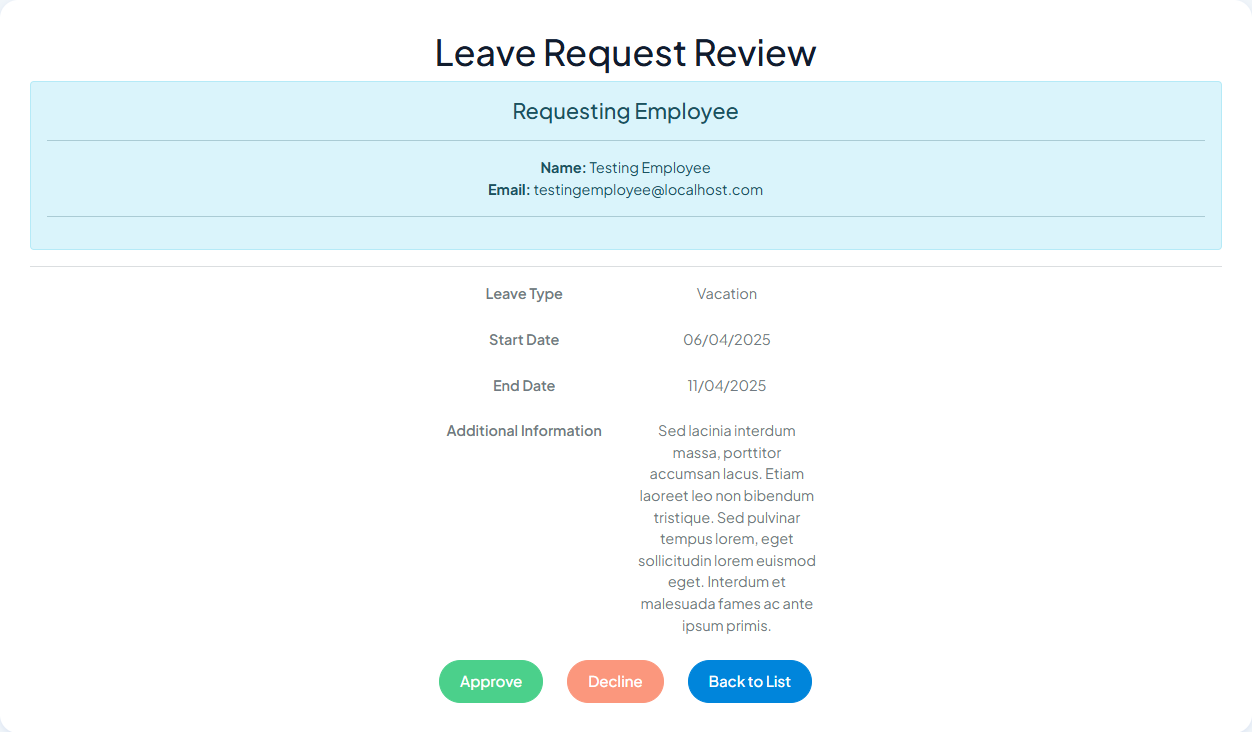 Leave Request Review
Requesting Employee
Name: Testing Employee
Email: testingemployee@localhost.com
Leave Type Vacation
Start Date 06/04/2025
End Date 11/04/2025
Additional Information Sed lacinia interdum
massa, porttitor
accumsan lacus. Etiam
laoreet leo non bibendum
tristique. Sed pulvinar
tempus lorem, eget
sollicitudin lorem euismod
eget. Interdum et
malesuada fames ac ante
ipsum primis.
Approve Decline Back to List